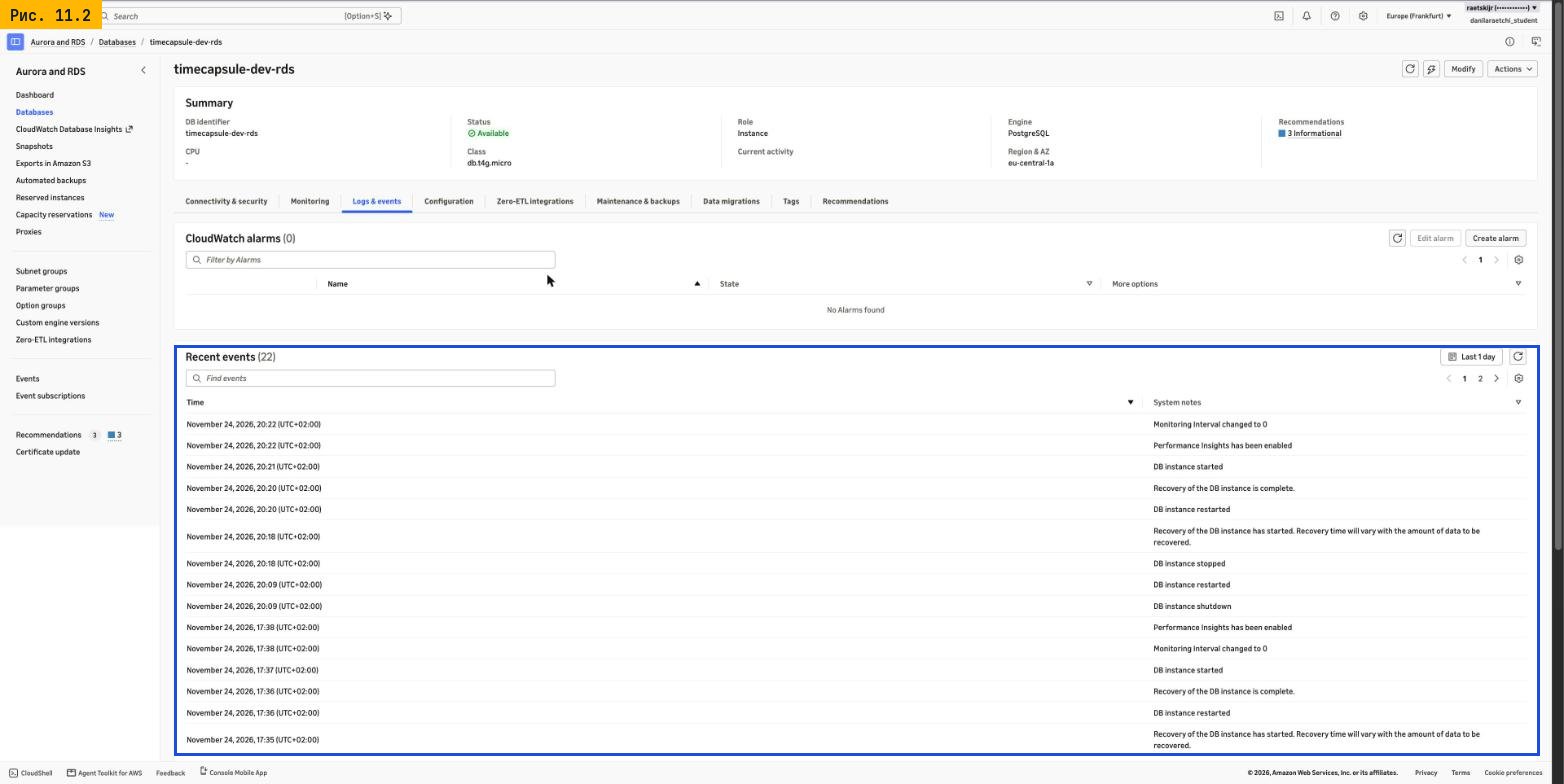 Рис. 11.2
Search [Option+S]
Europe (Frankfurt)
raetskijr (••••••••••••)
danilaraetchi_student
Aurora and RDS / Databases / timecapsule-dev-rds
Aurora and RDS
Dashboard
Databases
CloudWatch Database Insights
Snapshots
Exports in Amazon S3
Automated backups
Reserved instances
Capacity reservations New
Proxies
Subnet groups
Parameter groups
Option groups
Custom engine versions
Zero-ETL integrations
Events
Event subscriptions
Recommendations 3 3
Certificate update
timecapsule-dev-rds
Modify Actions
Summary
DB identifier
timecapsule-dev-rds
CPU
-
Status
Available
Class
db.t4g.micro
Role
Instance
Current activity
Engine
PostgreSQL
Region & AZ
eu-central-1a
Recommendations
3 Informational
Connectivity & security Monitoring Logs & events Configuration Zero-ETL integrations Maintenance & backups Data migrations Tags Recommendations
CloudWatch alarms (0)
Edit alarm Create alarm
Filter by Alarms
1
Name State More options
No Alarms found
Recent events (22)
Last 1 day
Find events
1 2
Time System notes
November 24, 2026, 20:22 (UTC+02:00) Monitoring Interval changed to 0
November 24, 2026, 20:22 (UTC+02:00) Performance Insights has been enabled
November 24, 2026, 20:21 (UTC+02:00) DB instance started
November 24, 2026, 20:20 (UTC+02:00) Recovery of the DB instance is complete.
November 24, 2026, 20:20 (UTC+02:00) DB instance restarted
November 24, 2026, 20:18 (UTC+02:00) Recovery of the DB instance has started. Recovery time will vary with the amount of data to be
recovered.
November 24, 2026, 20:18 (UTC+02:00) DB instance stopped
November 24, 2026, 20:09 (UTC+02:00) DB instance restarted
November 24, 2026, 20:09 (UTC+02:00) DB instance shutdown
November 24, 2026, 17:38 (UTC+02:00) Performance Insights has been enabled
November 24, 2026, 17:38 (UTC+02:00) Monitoring Interval changed to 0
November 24, 2026, 17:37 (UTC+02:00) DB instance started
November 24, 2026, 17:36 (UTC+02:00) Recovery of the DB instance is complete.
November 24, 2026, 17:36 (UTC+02:00) DB instance restarted
November 24, 2026, 17:35 (UTC+02:00) Recovery of the DB instance has started. Recovery time will vary with the amount of data to be
recovered.
CloudShell Agent Toolkit for AWS Feedback Console Mobile App
© 2026, Amazon Web Services, Inc. or its affiliates. Privacy Terms Cookie preferences